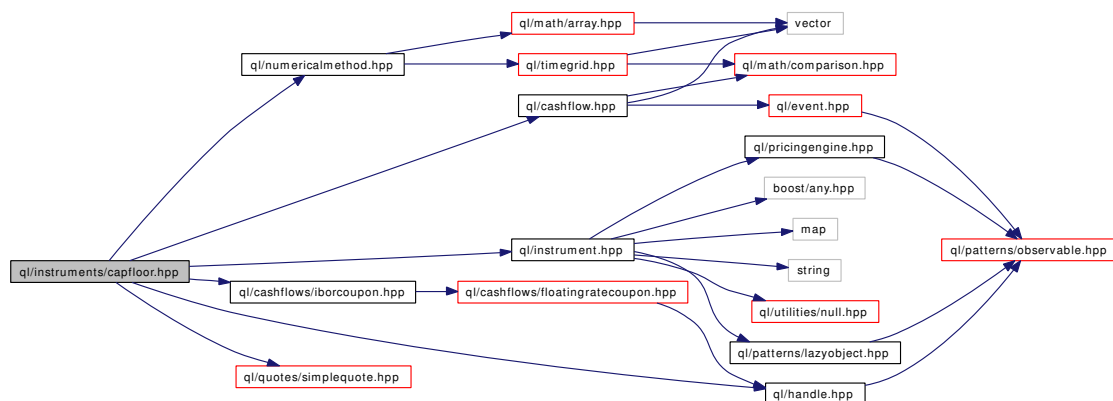 ql/math/array.hpp
vector
ql/numericalmethod.hpp
ql/timegrid.hpp
ql/math/comparison.hpp
ql/cashflow.hpp
ql/event.hpp
ql/pricingengine.hpp
boost/any.hpp
map
ql/instrument.hpp
ql/patterns/observable.hpp
ql/instruments/capfloor.hpp
string
ql/cashflows/iborcoupon.hpp
ql/cashflows/floatingratecoupon.hpp
ql/utilities/null.hpp
ql/patterns/lazyobject.hpp
ql/quotes/simplequote.hpp
ql/handle.hpp